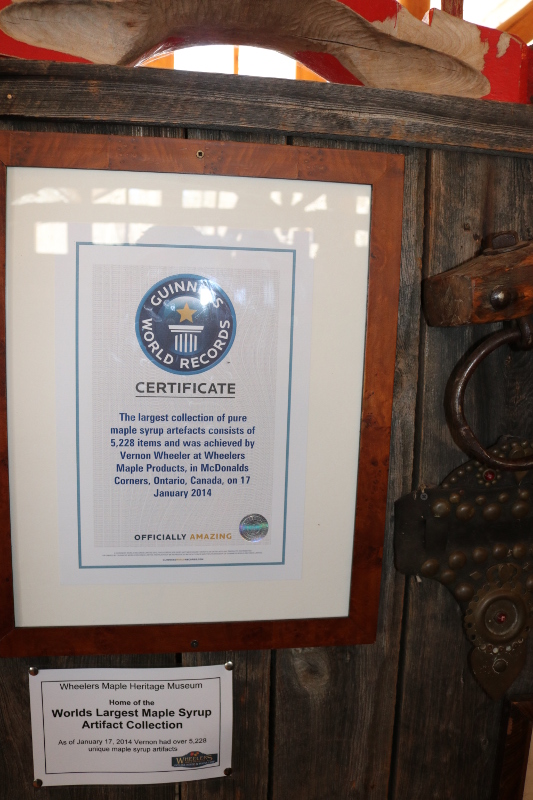 GUINNESS
WORLD RECORDS
CERTIFICATE
The largest collection of pure
maple syrup artefacts consists of
5,228 items and was achieved by
Vernon Wheeler at Wheelers
Maple Products, in McDonalds
Corners, Ontario, Canada, on 17
January 2014
OFFICIALLY AMAZING
Wheelers Maple Heritage Museum
Home of the
Worlds Largest Maple Syrup
Artifact Collection
As of January 17, 2014 Vernon had over 5,228
unique maple syrup artifacts
WHEELERS